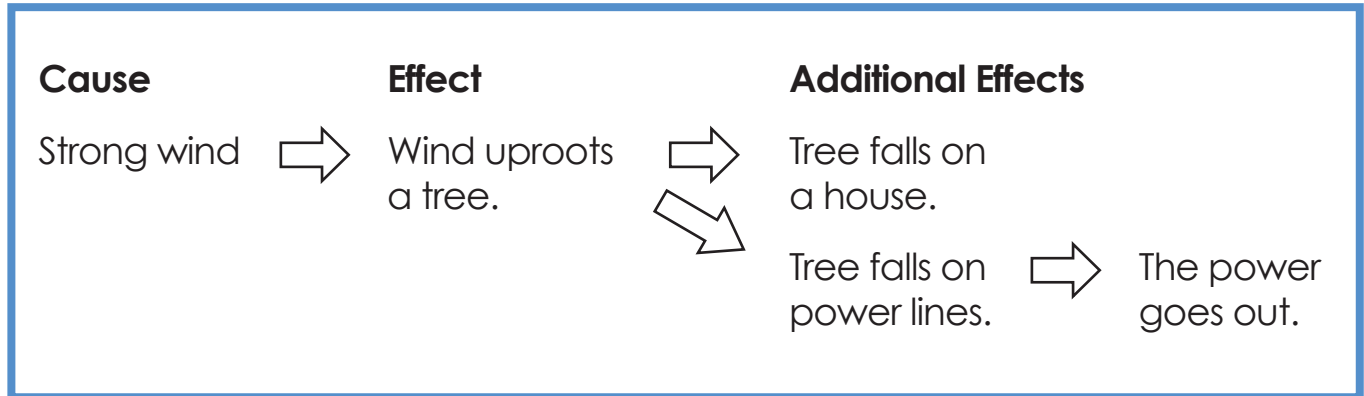 Cause Effect Additional Effects
Strong wind Wind uproots Tree falls on
a tree. a house.
Tree falls on The power
power lines. goes out.